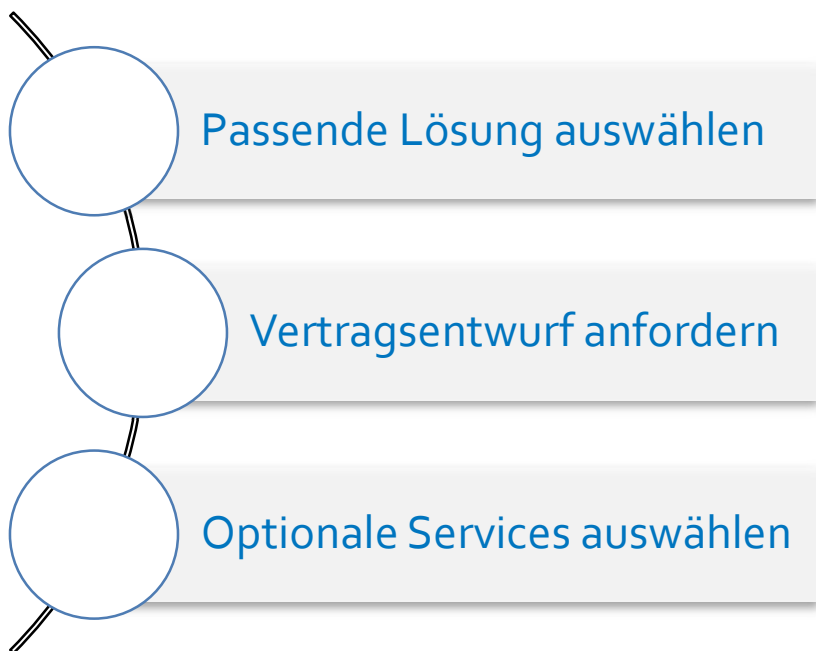 Passende Lösung auswählen
Vertragsentwurf anfordern
Optionale Services auswählen